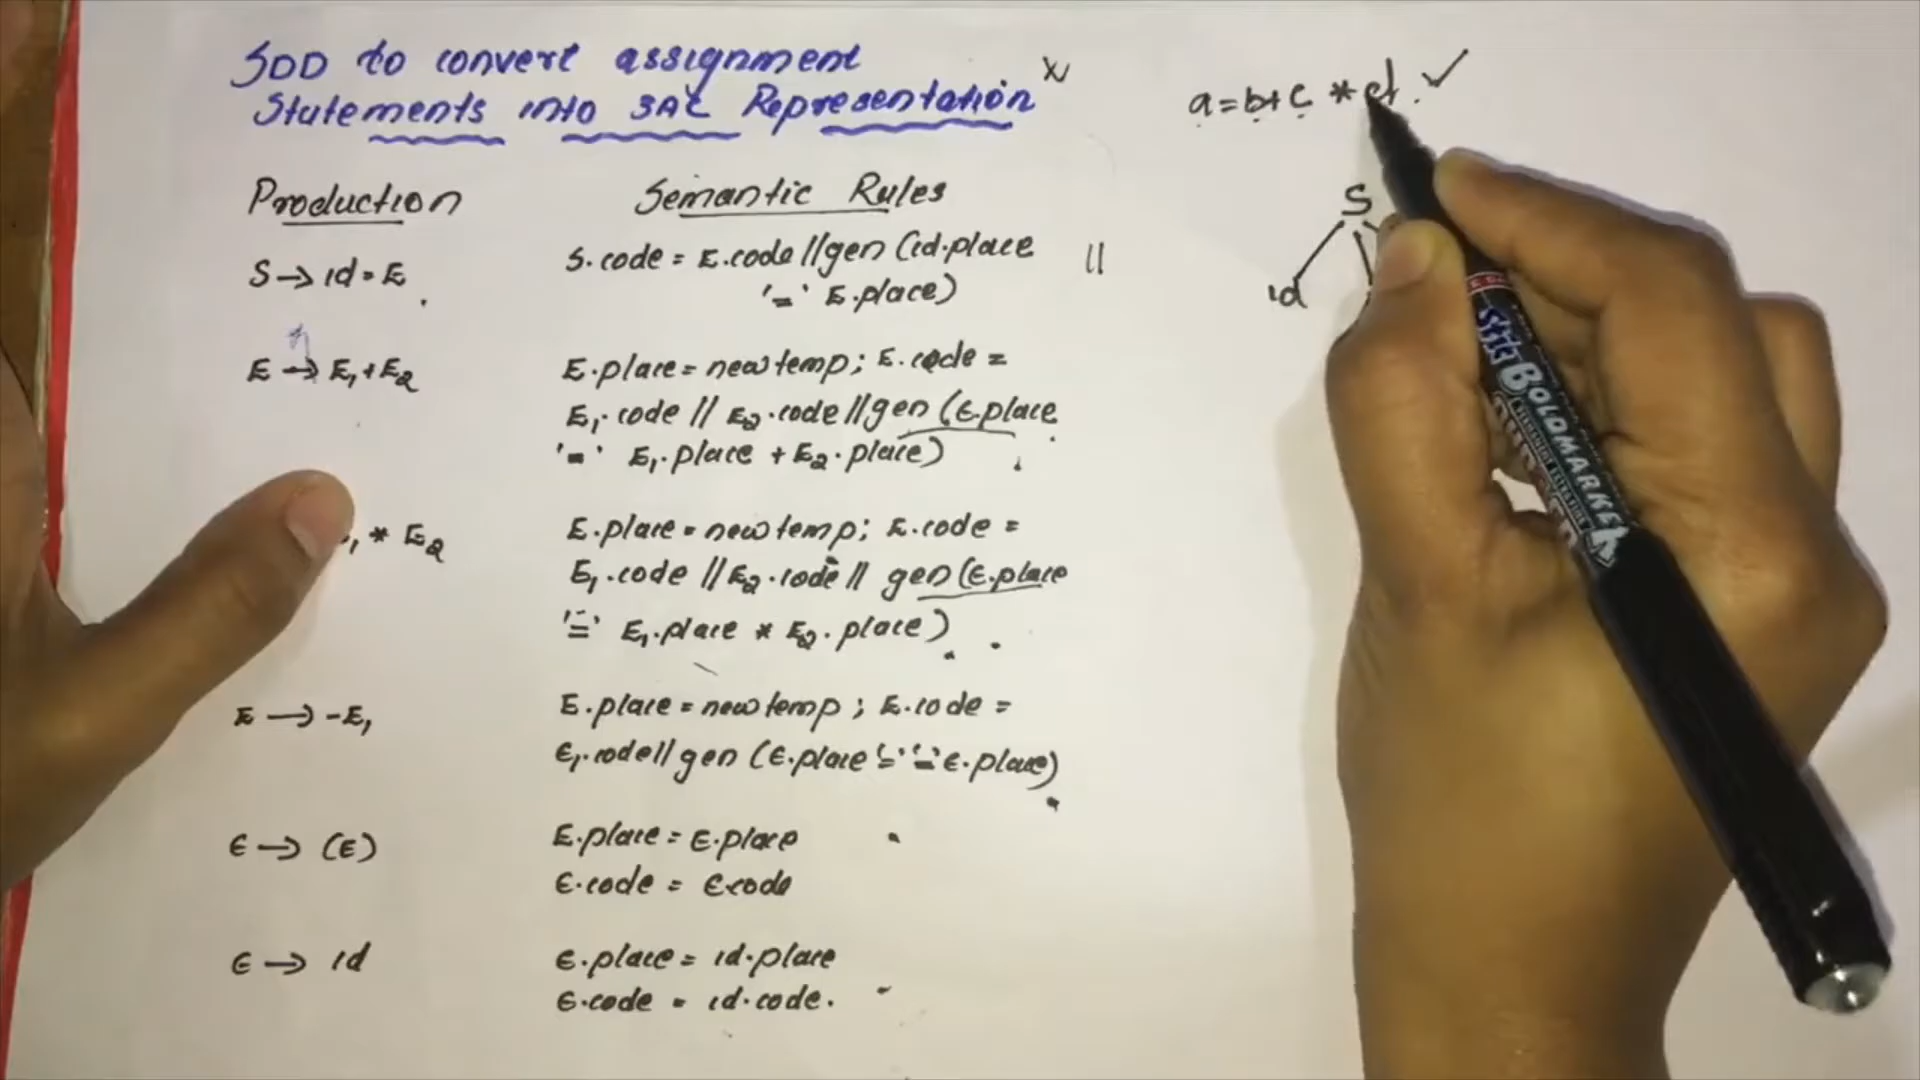 SDD to convert assignment
Statements into 3AC Representation
a=b+c *d.
Production
Semantic Rules
S → id = E
S.code = E.code //gen (id.place
'=' E.place)
||
S
id
E → E1+E2
E.place = newtemp; E.code =
E1.code // E2.code //gen (E.place
'=' E1.place + E2.place)
* E2
E.place = newtemp; E.code =
E1.code // E2.code // gen (E.place
'=' E1.place * E2.place)
E → -E1
E.place = newtemp ; E.code =
E1.code// gen (E.place '=' '-' E.place)
E → (E)
E.place = E.place
E.code = E.code
E → id
E.place = id.place
E.code = id.code.
Stik BOLDMARKER